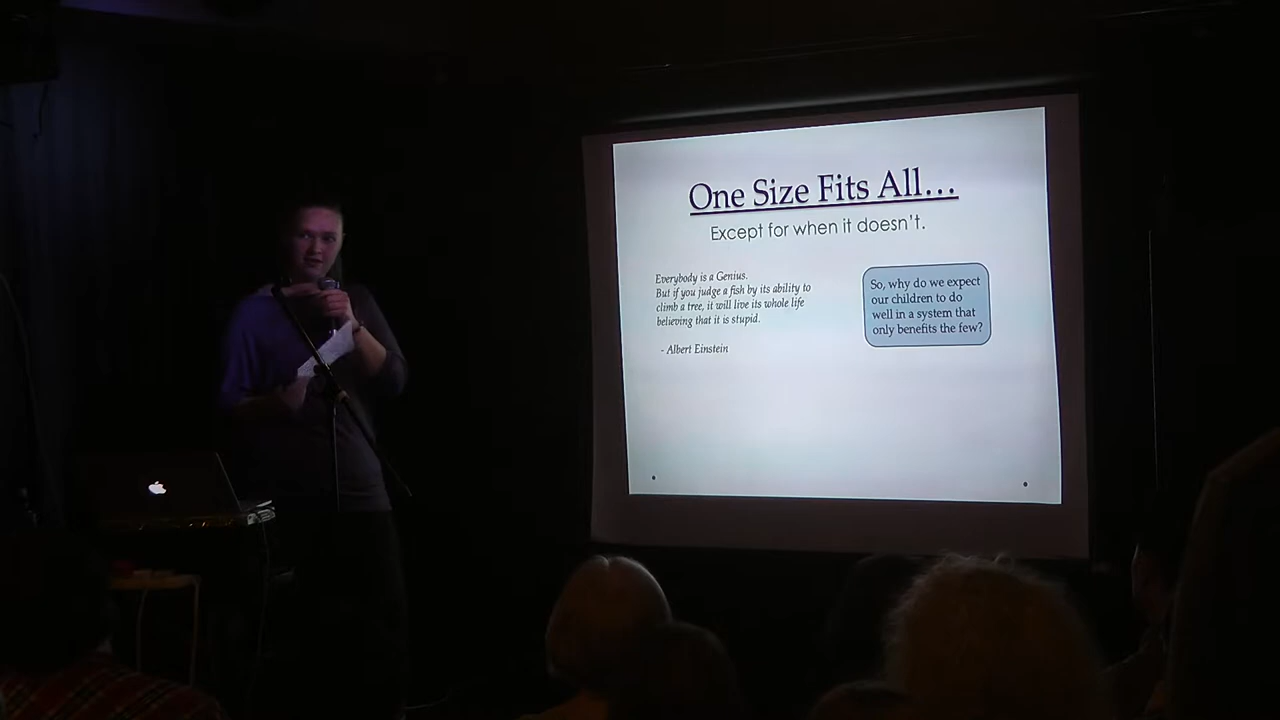 One Size Fits All...
Except for when it doesn't.
Everybody is a Genius.
But if you judge a fish by its ability to
climb a tree, it will live its whole life
believing that it is stupid.
- Albert Einstein
So, why do we expect
our children to do
well in a system that
only benefits the few?